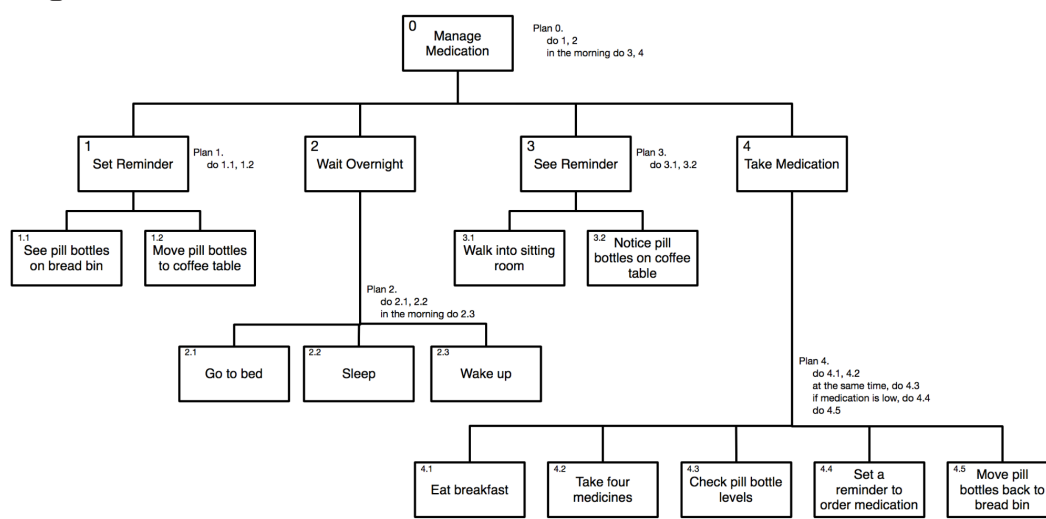 0
Manage
Medication
Plan 0.
do 1, 2
in the morning do 3, 4
1
Set Reminder
Plan 1.
do 1.1, 1.2
2
Wait Overnight
3
See Reminder
Plan 3.
do 3.1, 3.2
4
Take Medication
1.1
See pill bottles
on bread bin
1.2
Move pill bottles
to coffee table
3.1
Walk into sitting
room
3.2
Notice pill
bottles on coffee
table
Plan 2.
do 2.1, 2.2
in the morning do 2.3
2.1
Go to bed
2.2
Sleep
2.3
Wake up
Plan 4.
do 4.1, 4.2
at the same time, do 4.3
if medication is low, do 4.4
do 4.5
4.1
Eat breakfast
4.2
Take four
medicines
4.3
Check pill bottle
levels
4.4
Set a
reminder to
order medication
4.5
Move pill
bottles back to
bread bin